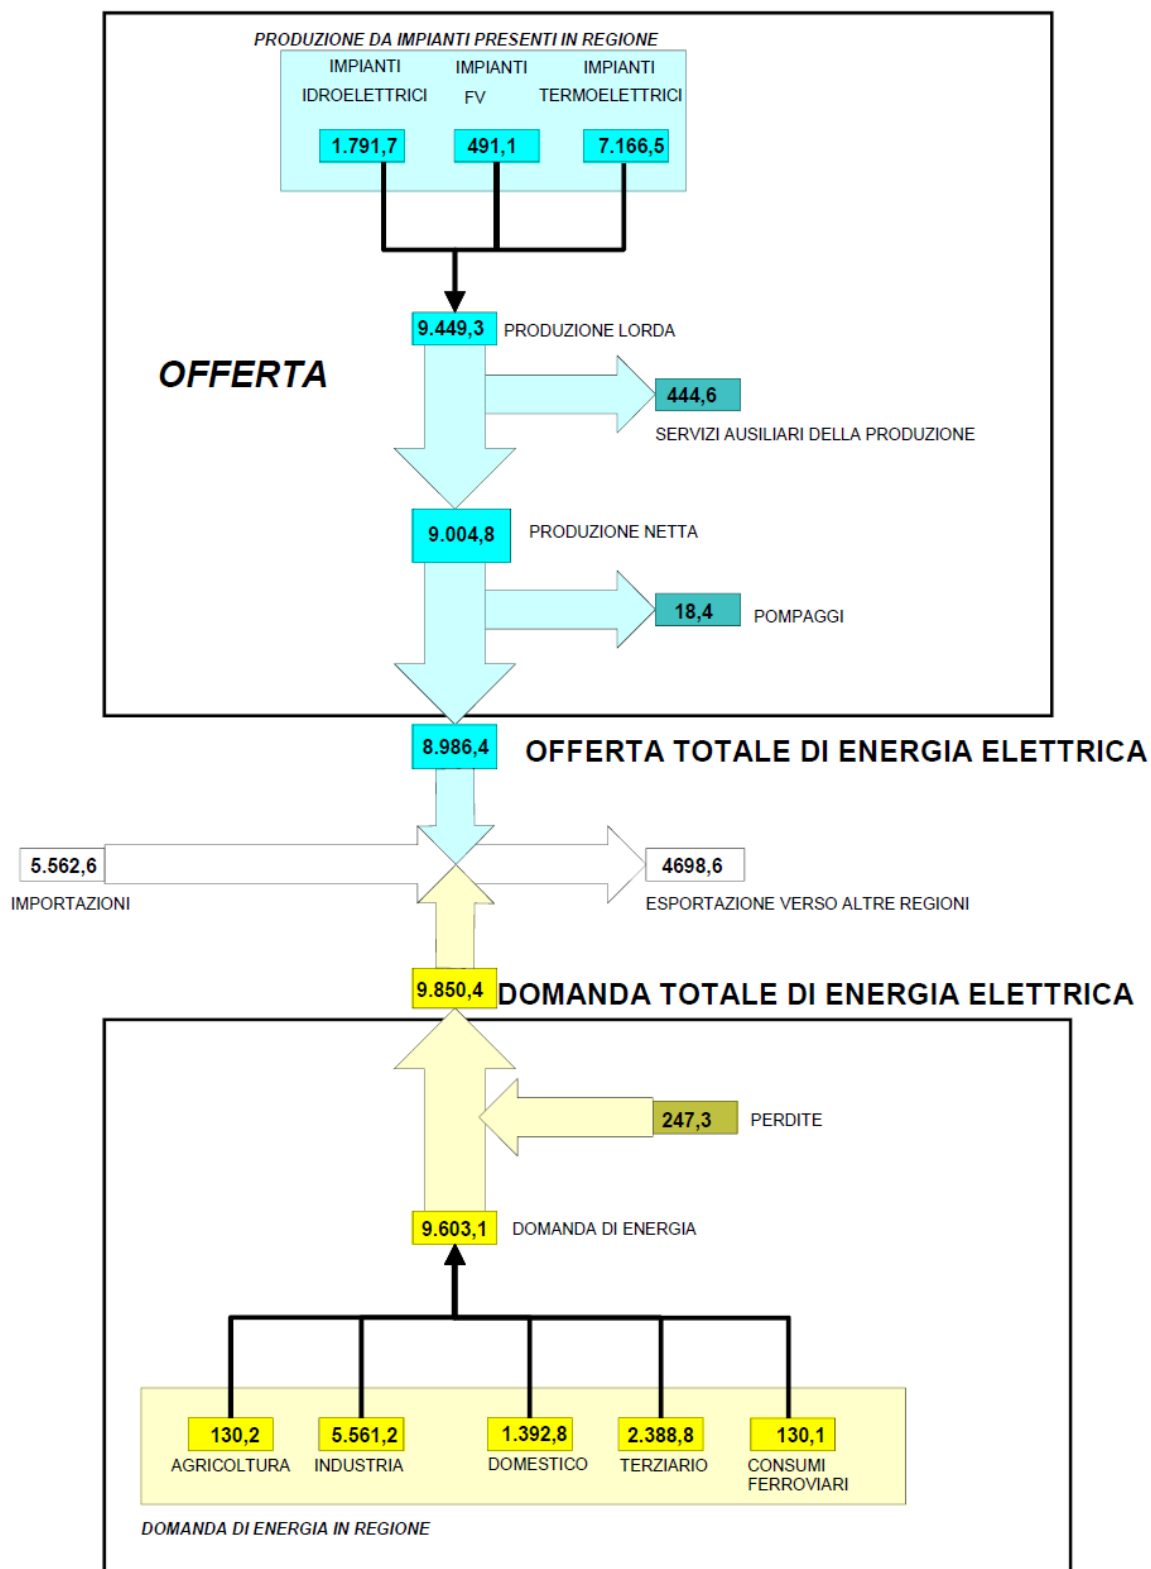 PRODUZIONE DA IMPIANTI PRESENTI IN REGIONE
IMPIANTI IDROELETTRICI
IMPIANTI FV
IMPIANTI TERMOELETTRICI
1.791,7
491,1
7.166,5
9.449,3 PRODUZIONE LORDA
OFFERTA
444,6
SERVIZI AUSILIARI DELLA PRODUZIONE
9.004,8 PRODUZIONE NETTA
18,4 POMPAGGI
8.986,4 OFFERTA TOTALE DI ENERGIA ELETTRICA
5.562,6
IMPORTAZIONI
4698,6
ESPORTAZIONE VERSO ALTRE REGIONI
9.850,4 DOMANDA TOTALE DI ENERGIA ELETTRICA
247,3 PERDITE
9.603,1 DOMANDA DI ENERGIA
130,2
AGRICOLTURA
5.561,2
INDUSTRIA
1.392,8
DOMESTICO
2.388,8
TERZIARIO
130,1
CONSUMI
FERROVIARI
DOMANDA DI ENERGIA IN REGIONE